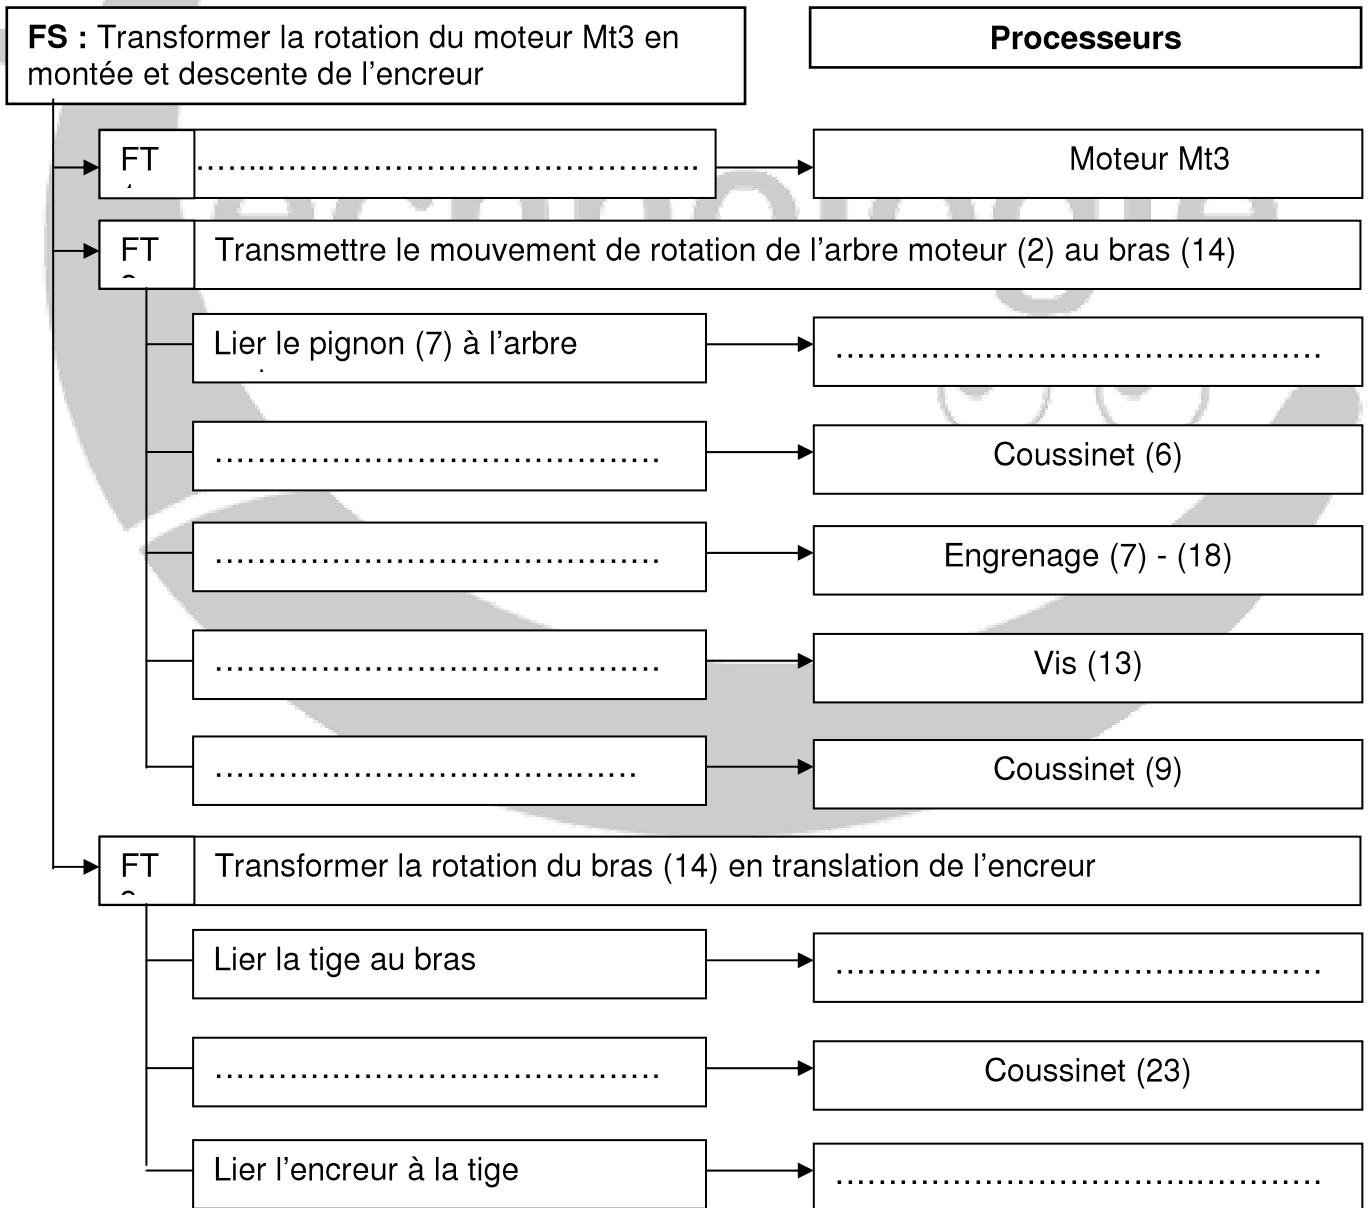 FS : Transformer la rotation du moteur Mt3 en
montée et descente de l'encreur
Processeurs
FT ..................................................... Moteur Mt3
FT Transmettre le mouvement de rotation de l'arbre moteur (2) au bras (14)
Lier le pignon (7) à l'arbre ..............................................
.......................................... Coussinet (6)
.......................................... Engrenage (7) - (18)
.......................................... Vis (13)
........................................ Coussinet (9)
FT Transformer la rotation du bras (14) en translation de l'encreur
Lier la tige au bras ..............................................
.......................................... Coussinet (23)
Lier l'encreur à la tige ..............................................